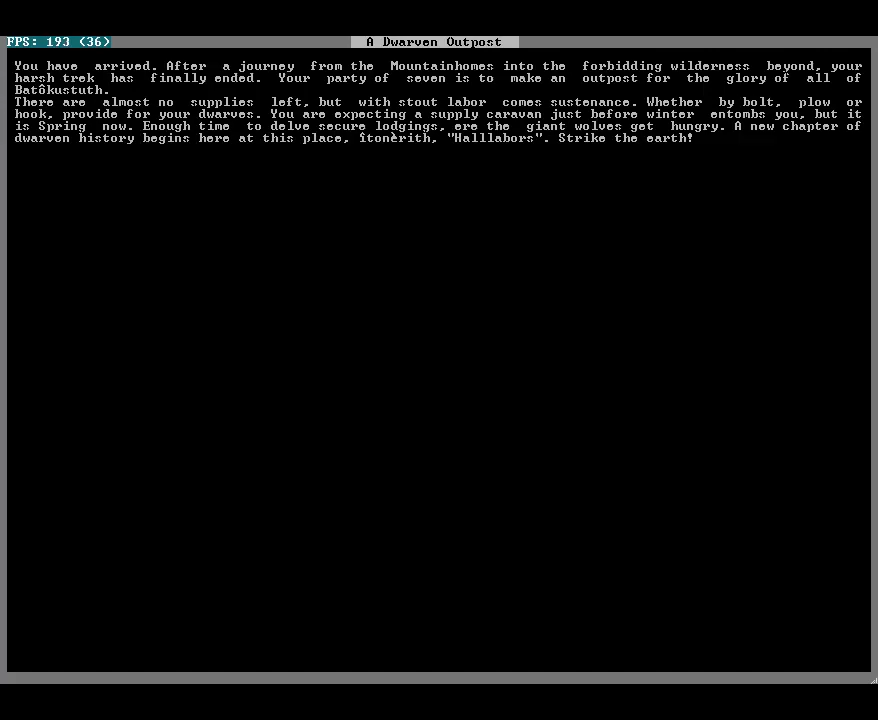 FPS: 193 (36)
A Dwarven Outpost
You have arrived. After a journey from the Mountainhomes into the forbidding wilderness beyond, your
harsh trek has finally ended. Your party of seven is to make an outpost for the glory of all of
Batôkustuth.
There are almost no supplies left, but with stout labor comes sustenance. Whether by bolt, plow or
hook, provide for your dwarves. You are expecting a supply caravan just before winter entombs you, but it
is Spring now. Enough time to delve secure lodgings, ere the giant wolves get hungry. A new chapter of
dwarven history begins here at this place, îtonèrith, "Halllabors". Strike the earth!